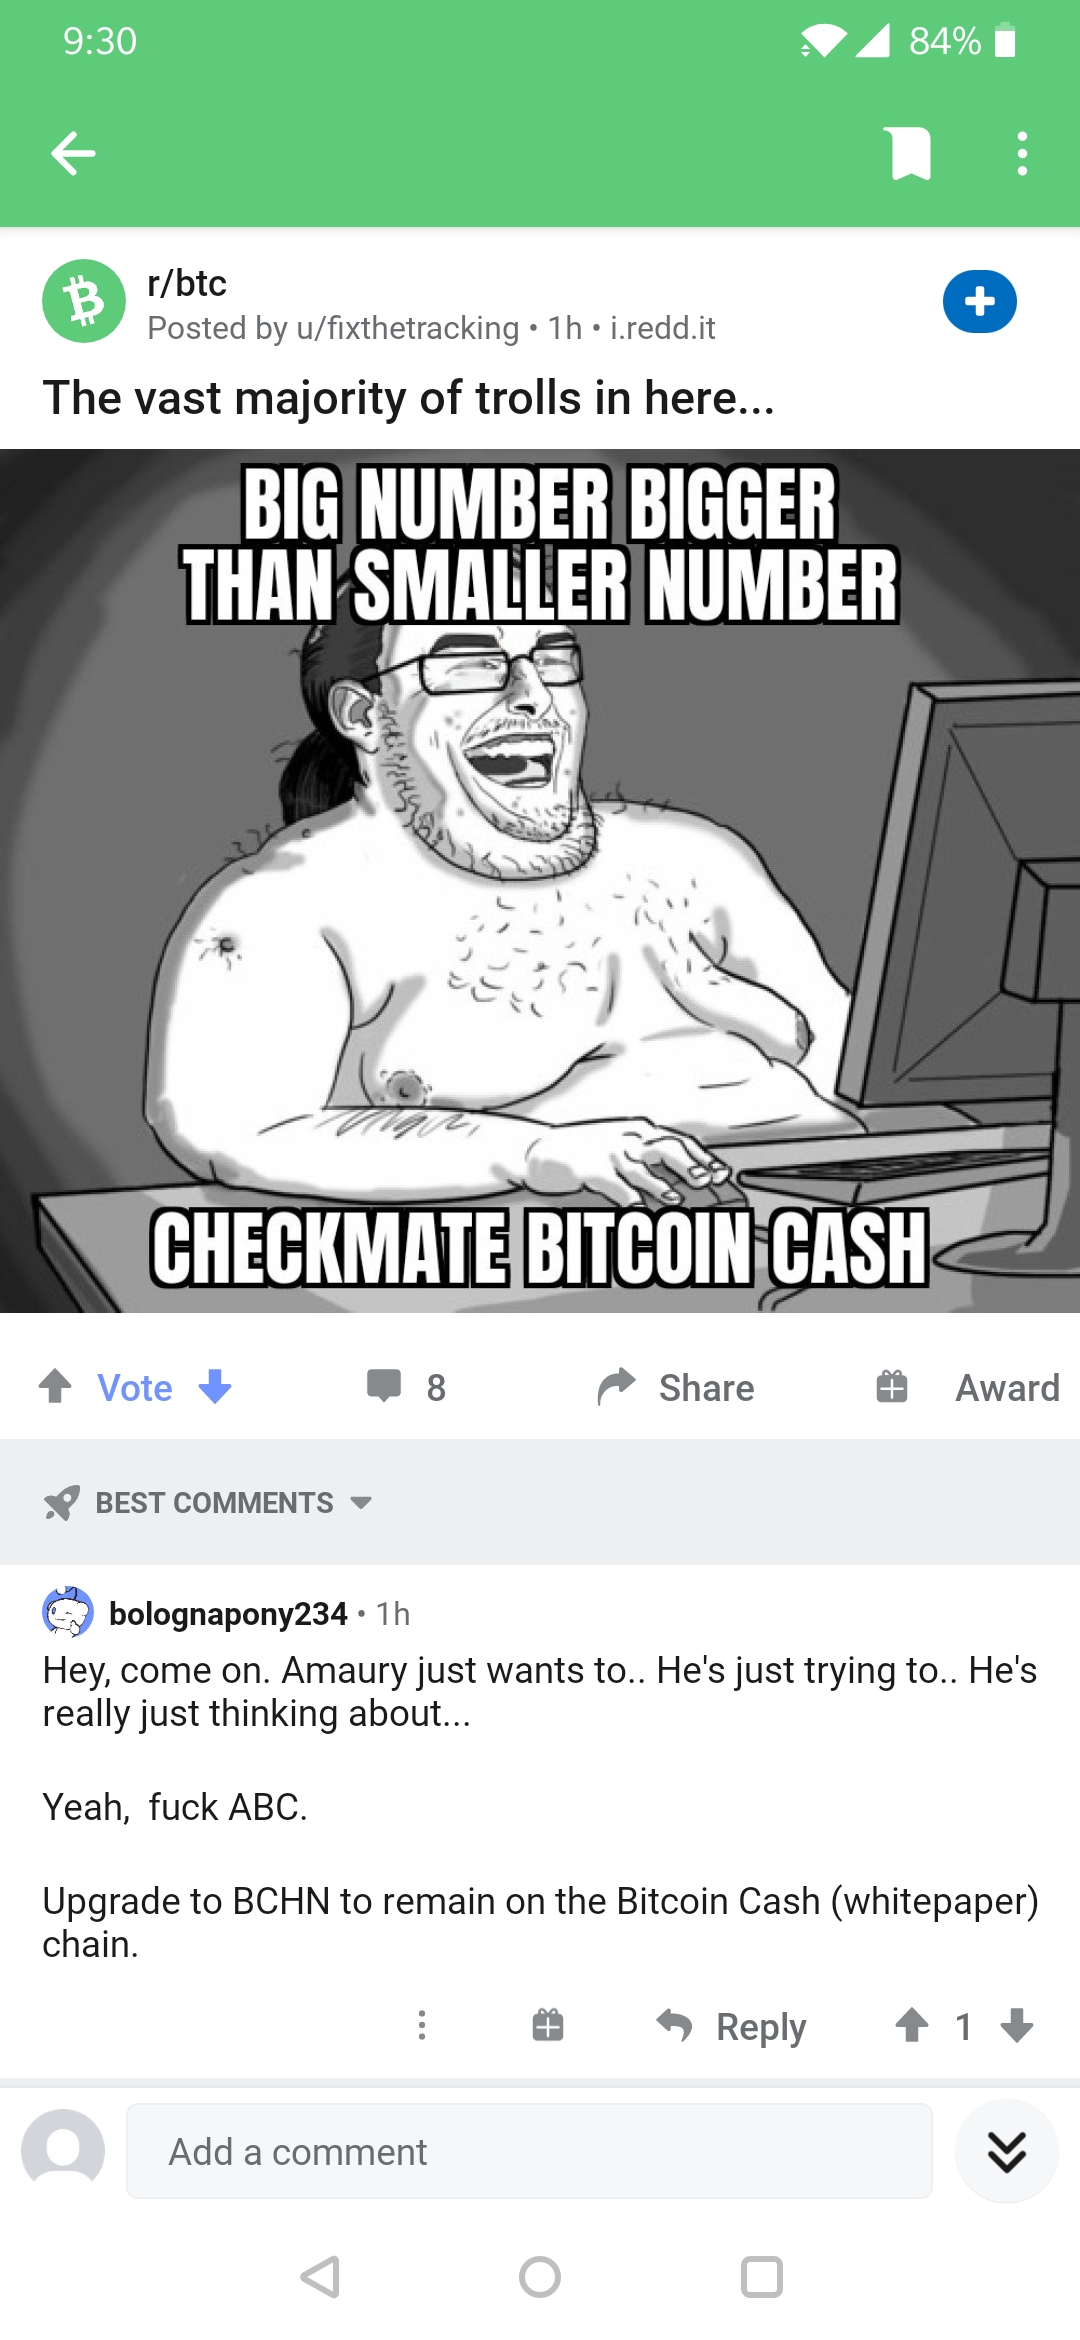 9:30
84%
r/btc
Posted by u/fixthetracking • 1h • i.redd.it
The vast majority of trolls in here...
BIG NUMBER BIGGER
THAN SMALLER NUMBER
CHECKMATE BITCOIN CASH
Vote
8
Share
Award
BEST COMMENTS
bolognapony234 • 1h
Hey, come on. Amaury just wants to.. He's just trying to.. He's
really just thinking about...
Yeah,  fuck ABC.
Upgrade to BCHN to remain on the Bitcoin Cash (whitepaper)
chain.
Reply
1
Add a comment